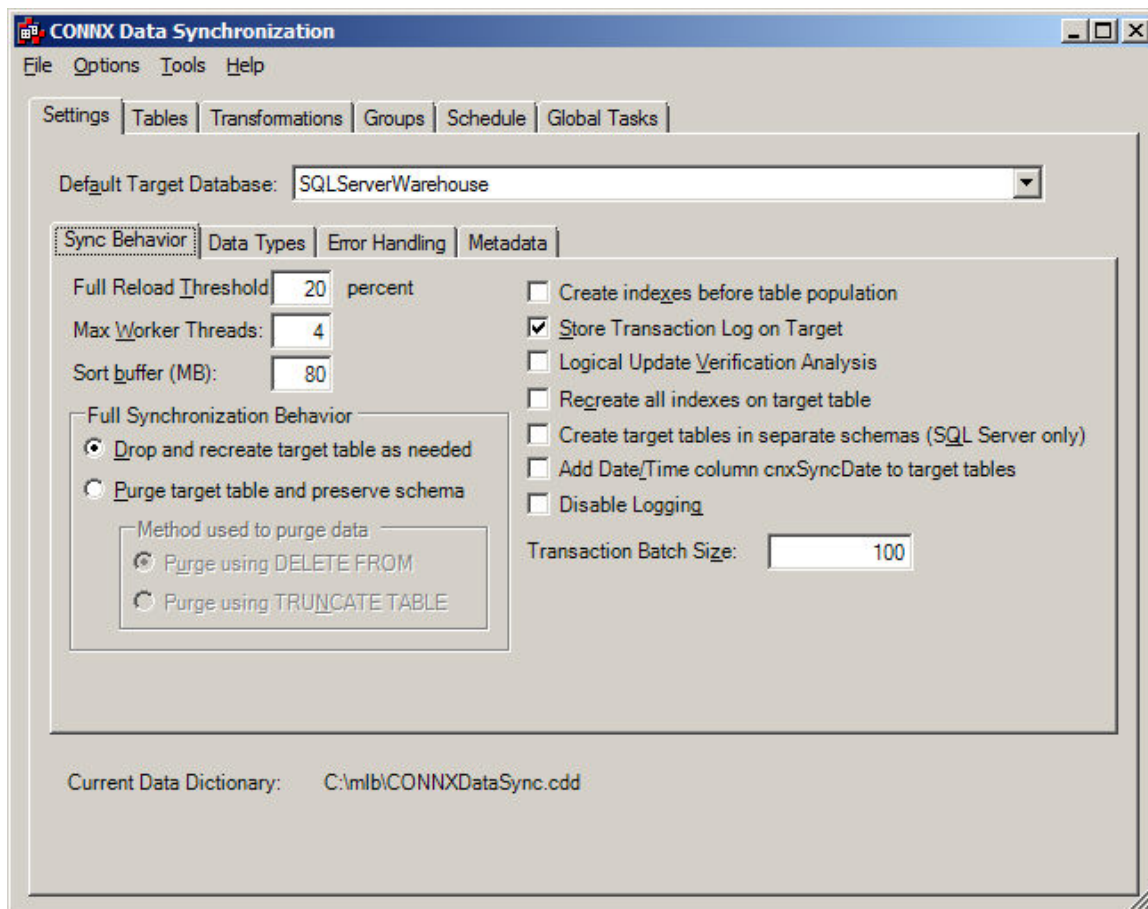 CONNX Data Synchronization
File Options Tools Help
Settings Tables Transformations Groups Schedule Global Tasks
Default Target Database: SQLServerWarehouse
Sync Behavior Data Types Error Handling Metadata
Full Reload Threshold 20 percent
Max Worker Threads: 4
Sort buffer (MB): 80
Full Synchronization Behavior
Drop and recreate target table as needed
Purge target table and preserve schema
Method used to purge data
Purge using DELETE FROM
Purge using TRUNCATE TABLE
Create indexes before table population
Store Transaction Log on Target
Logical Update Verification Analysis
Recreate all indexes on target table
Create target tables in separate schemas (SQL Server only)
Add Date/Time column cnxSyncDate to target tables
Disable Logging
Transaction Batch Size: 100
Current Data Dictionary: C:\mlb\CONNXDataSync.cdd